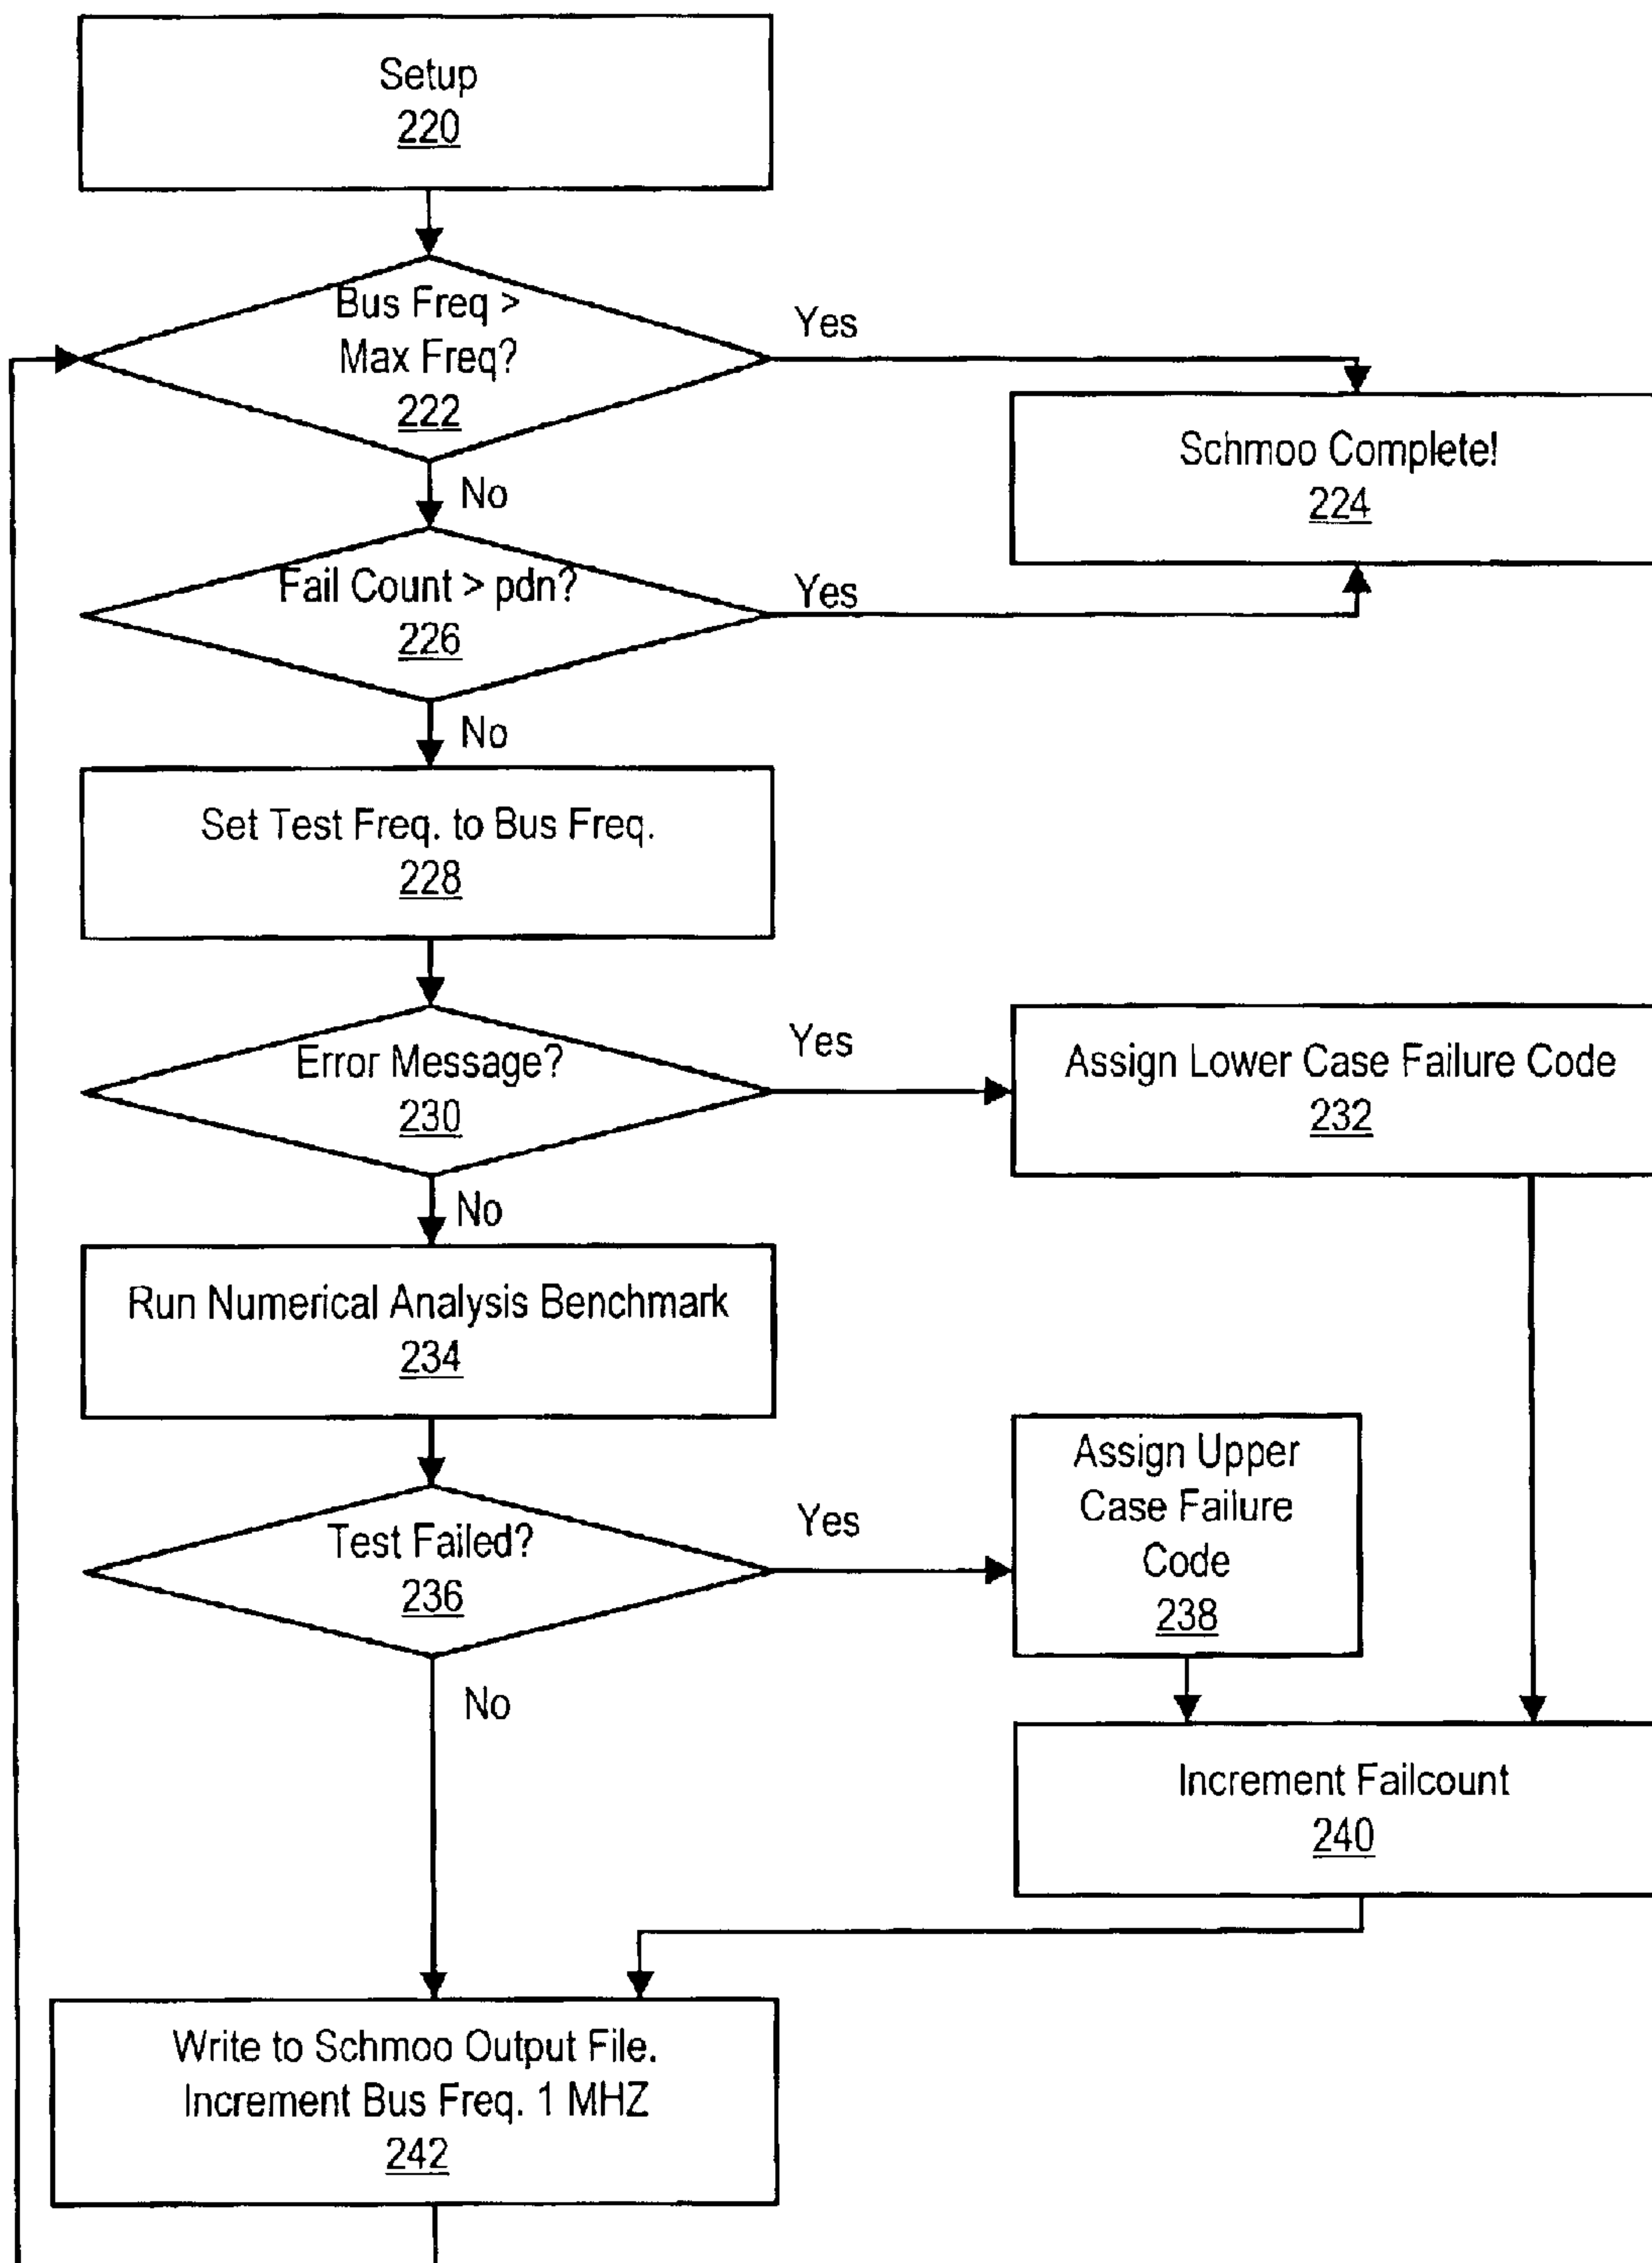 Setup
220
Bus Freq >
Max Freq?
222
Yes
No
Schmoo Complete!
224
Fail Count > pdn?
226
Yes
No
Set Test Freq. to Bus Freq.
228
Error Message?
230
Yes
No
Assign Lower Case Failure Code
232
Run Numerical Analysis Benchmark
234
Test Failed?
236
Yes
No
Assign Upper
Case Failure
Code
238
Increment Failcount
240
Write to Schmoo Output File.
Increment Bus Freq. 1 MHZ
242